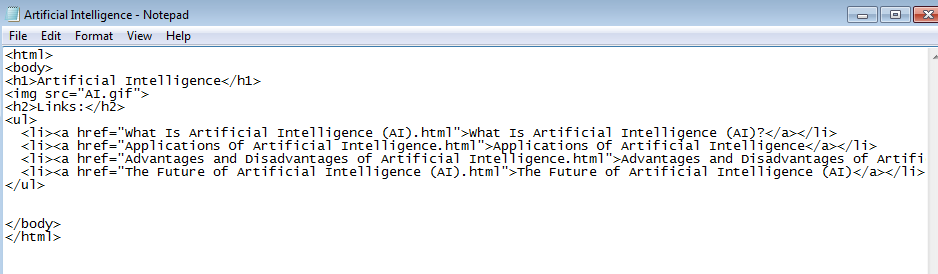 Artificial Intelligence - Notepad
File Edit Format View Help
<html>
<body>
<h1>Artificial Intelligence</h1>
<img src="AI.gif">
<h2>Links:</h2>
<ul>
  <li><a href="What Is Artificial Intelligence (AI).html">What Is Artificial Intelligence (AI)?</a></li>
  <li><a href="Applications Of Artificial Intelligence.html">Applications Of Artificial Intelligence</a></li>
  <li><a href="Advantages and Disadvantages of Artificial Intelligence.html">Advantages and Disadvantages of Artifi
  <li><a href="The Future of Artificial Intelligence (AI).html">The Future of Artificial Intelligence (AI)</a></li>
</ul>
</body>
</html>